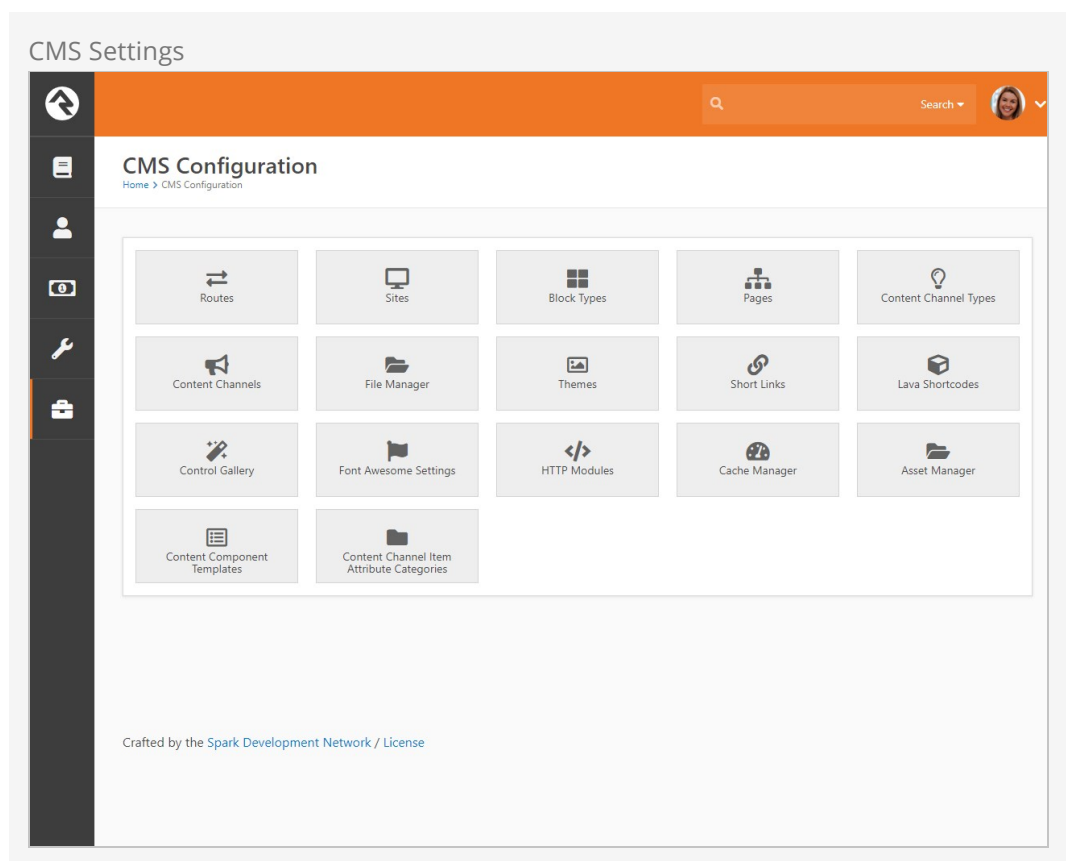 CMS Settings
Search
CMS Configuration
Home > CMS Configuration
Routes
Sites
Block Types
Pages
Content Channel Types
Content Channels
File Manager
Themes
Short Links
Lava Shortcodes
Control Gallery
Font Awesome Settings
HTTP Modules
Cache Manager
Asset Manager
Content Component
Templates
Content Channel Item
Attribute Categories
Crafted by the Spark Development Network / License